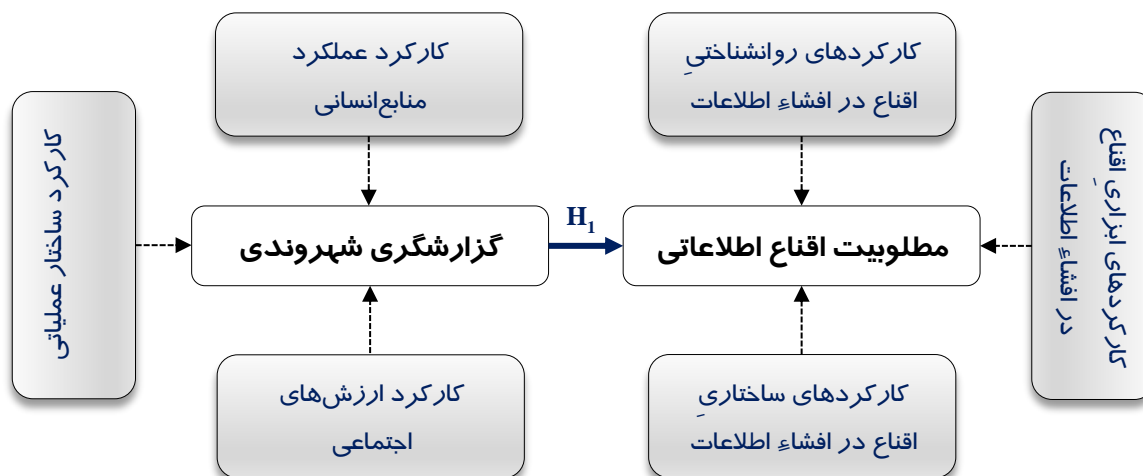 کارکرد عملکرد
منابع‌انسانی
کارکردهای روانشناختیِ
اقناع در افشاءِ اطلاعات
کارکرد ساختار عملیاتی
کارکردهای ابزاریِ اقناع
در افشاءِ اطلاعات
گزارشگری شهروندی
H1
مطلوبیت اقناع اطلاعاتی
کارکرد ارزش‌های
اجتماعی
کارکردهای ساختاریِ
اقناع در افشاءِ اطلاعات